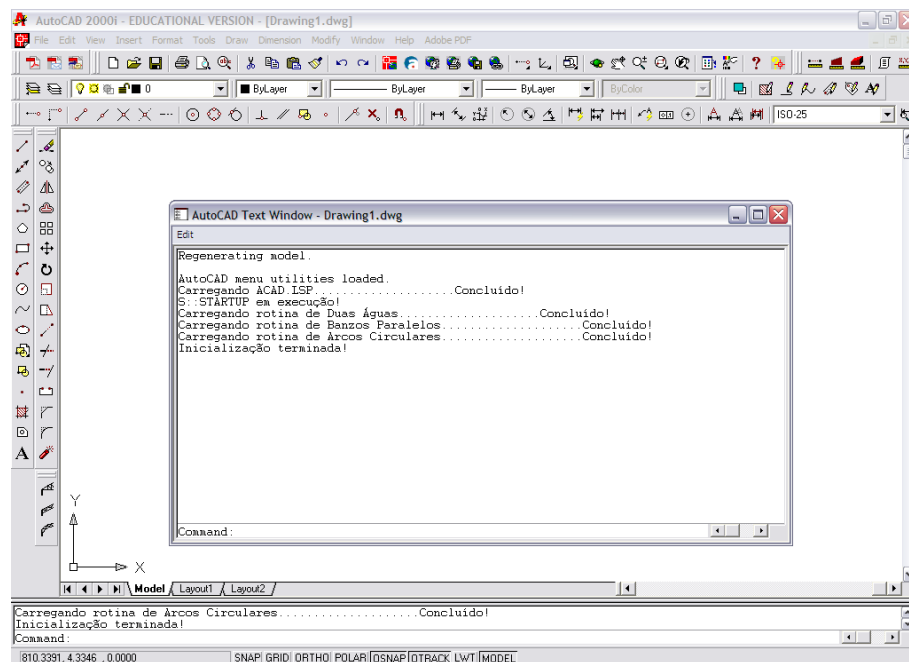 AutoCAD 2000i - EDUCATIONAL VERSION - [Drawing1.dwg]
File Edit View Insert Format Tools Draw Dimension Modify Window Help Adobe PDF
0 ByLayer ByLayer ByLayer ByColor
ISO-25
AutoCAD Text Window - Drawing1.dwg
Edit
Regenerating model.
AutoCAD menu utilities loaded.
Carregando ACAD.LSP....................Concluído!
S::STARTUP em execução!
Carregando rotina de Duas Águas....................Concluído!
Carregando rotina de Banzos Paralelos....................Concluído!
Carregando rotina de Arcos Circulares....................Concluído!
Inicialização terminada!
Command:
Y
X
Model Layout1 Layout2
Carregando rotina de Arcos Circulares....................Concluído!
Inicialização terminada!
Command:
810.3391, 4.3346 , 0.0000 SNAP GRID ORTHO POLAR OSNAP OTRACK LWT MODEL